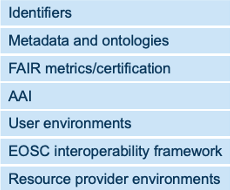 Identifiers
Metadata and ontologies
FAIR metrics/certification
AAI
User environments
EOSC interoperability framework
Resource provider environments